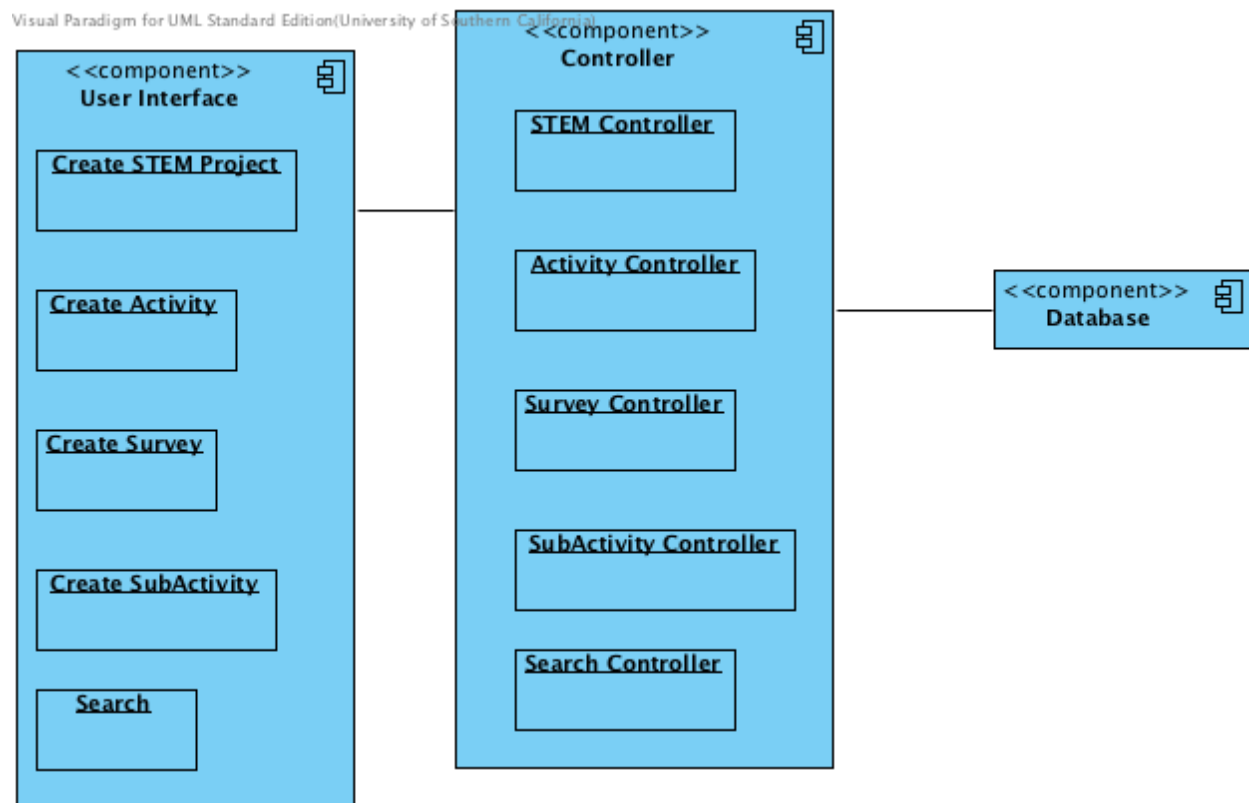 Visual Paradigm for UML Standard Edition(University of Southern California)
<<component>>
User Interface
Create STEM Project
Create Activity
Create Survey
Create SubActivity
Search
<<component>>
Controller
STEM Controller
Activity Controller
Survey Controller
SubActivity Controller
Search Controller
<<component>>
Database